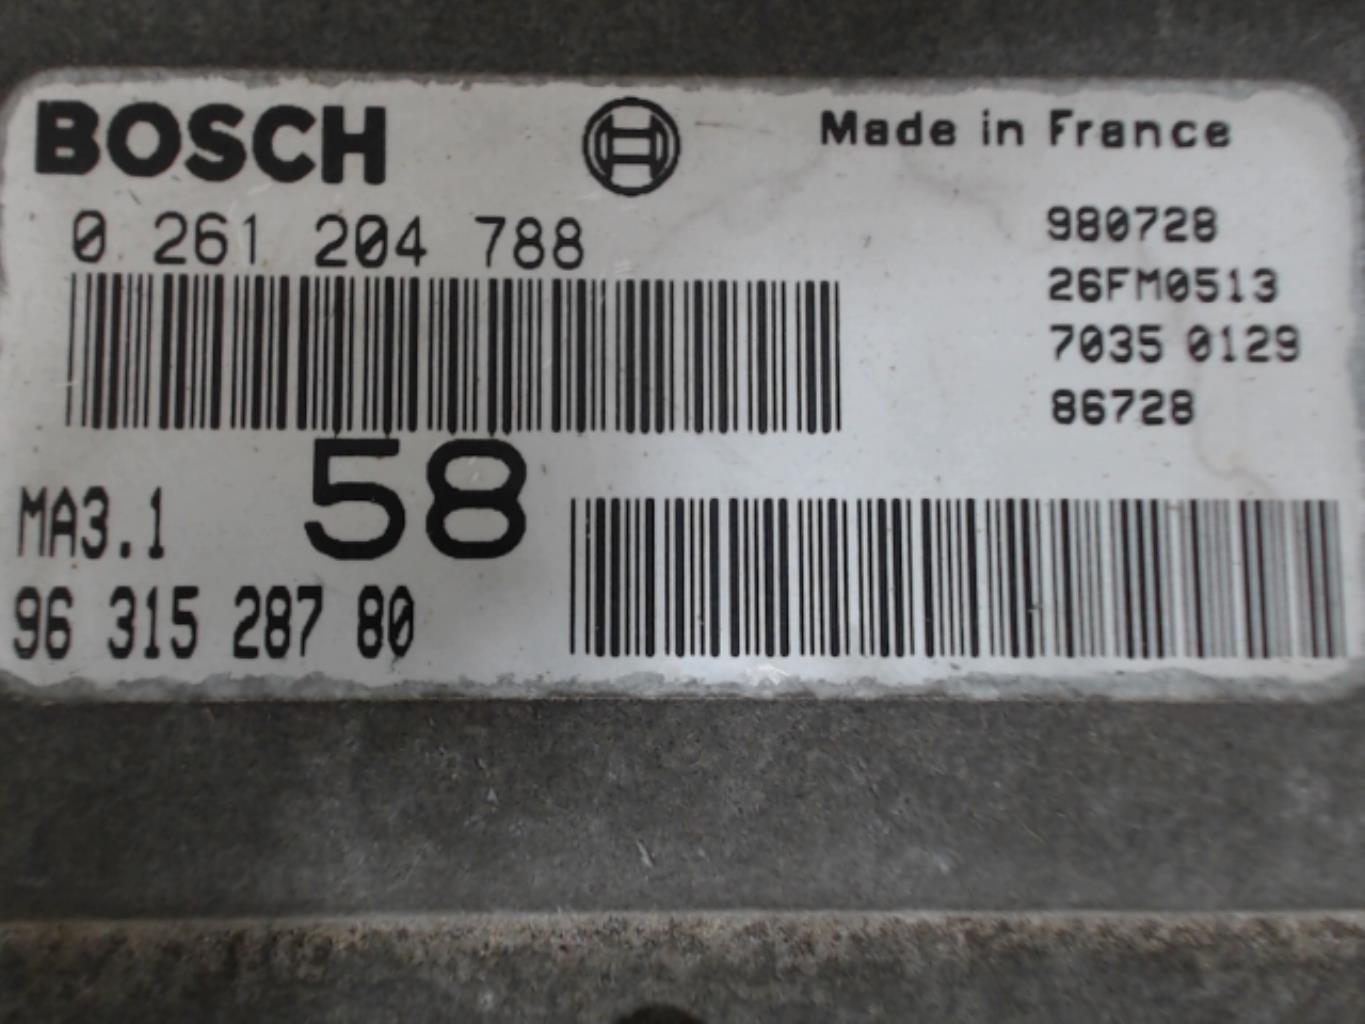 BOSCH
Made in France
0 261 204 788
980728
26FM0513
7035 0129
86728
58
MA3.1
96 315 287 80